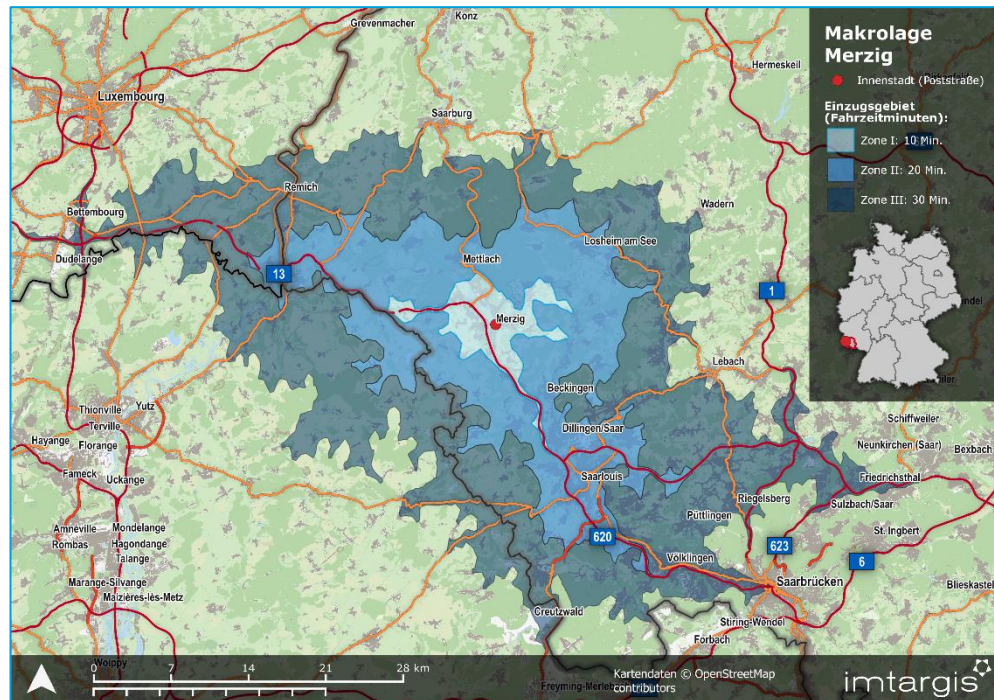 Makrolage
Merzig
Innenstadt (Poststraße)
Einzugsgebiet
(Fahrzeitminuten):
Zone I: 10 Min.
Zone II: 20 Min.
Zone III: 30 Min.
Konz
Grevenmacher
Hermeskeil
Luxembourg
Saarburg
Remich
Bettembourg
Wadern
Losheim am See
Dudelange
Mettlach
13
1
Merzig
Lebach
Beckingen
Thionville
Yutz
Terville
Dillingen/Saar
Schiffweiler
Hayange
Florange
Neunkirchen (Saar)
Bexbach
Fameck
Uckange
Saarlouis
Friedrichsthal
Riegelsberg
Sulzbach/Saar
Püttlingen
Amnéville
Mondelange
Rombas
Hagondange
St. Ingbert
Talange
620
623
6
Völklingen
Marange-Silvange
Saarbrücken
Blieskastel
Maizières-lès-Metz
Creutzwald
Stiring-Wendel
Forbach
Woippy
0 7 14 21 28 km
Kartendaten © OpenStreetMap
contributors
Freyming-Merlebach
imtargis